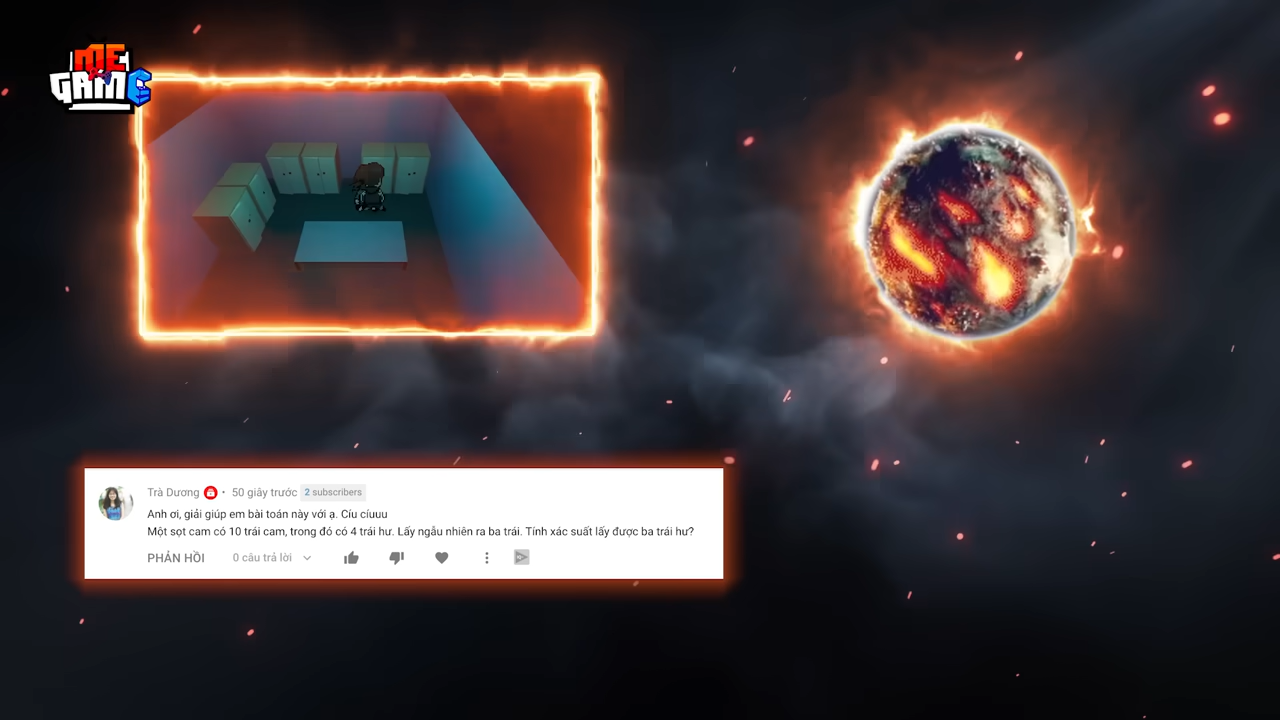 ME
GAME
Trà Dương · 50 giây trước 2 subscribers
Anh ơi, giải giúp em bài toán này với ạ. Cíu cíuuu
Một sọt cam có 10 trái cam, trong đó có 4 trái hư. Lấy ngẫu nhiên ra ba trái. Tính xác suất lấy được ba trái hư?
PHẢN HỒI 0 câu trả lời